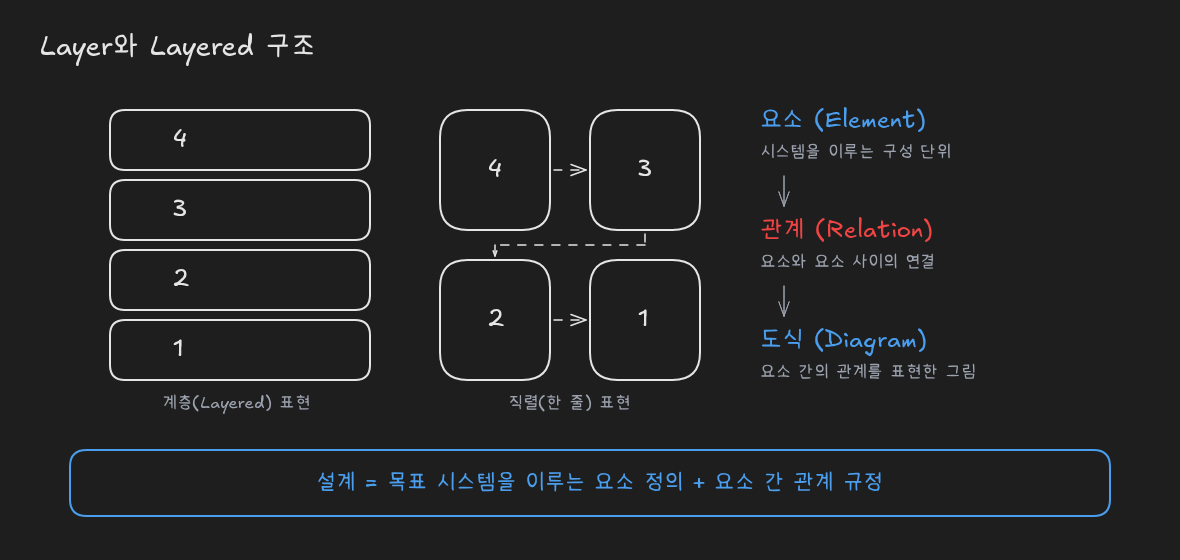 Layer와 Layered 구조
4
3
2
1
계층(Layered) 표현
4
3
2
1
직렬(한 줄) 표현
요소 (Element)
시스템을 이루는 구성 단위
관계 (Relation)
요소와 요소 사이의 연결
도식 (Diagram)
요소 간의 관계를 표현한 그림
설계 = 목표 시스템을 이루는 요소 정의 + 요소 간 관계 규정